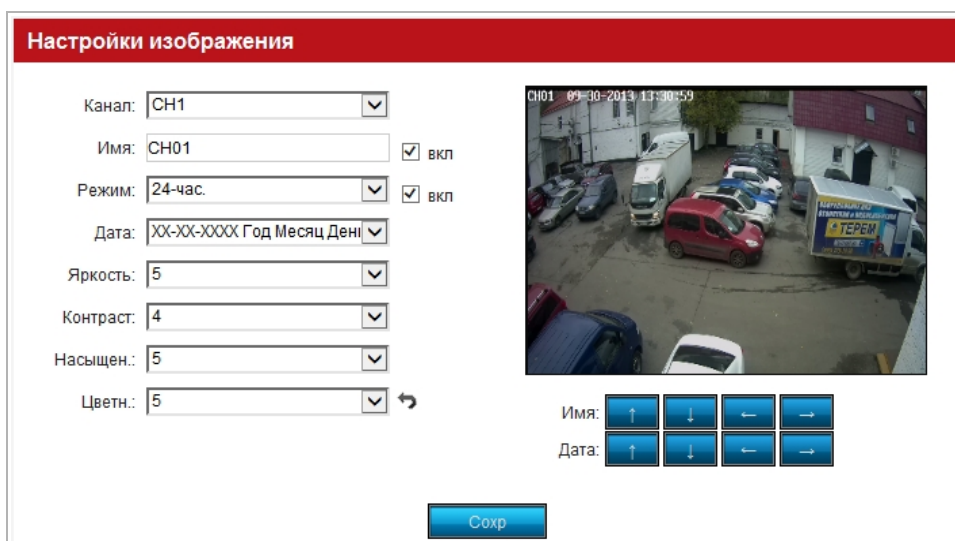 Настройки изображения
Канал: CH1
Имя: CH01 вкл
Режим: 24-час. вкл
Дата: XX-XX-XXXX Год Месяц Ден
Яркость: 5
Контраст: 4
Насыщен.: 5
Цветн.: 5
CH01 09-30-2013 13:30:59
ТЕРЕМ
Имя: ↑ ↓ ← →
Дата: ↑ ↓ ← →
Сохр